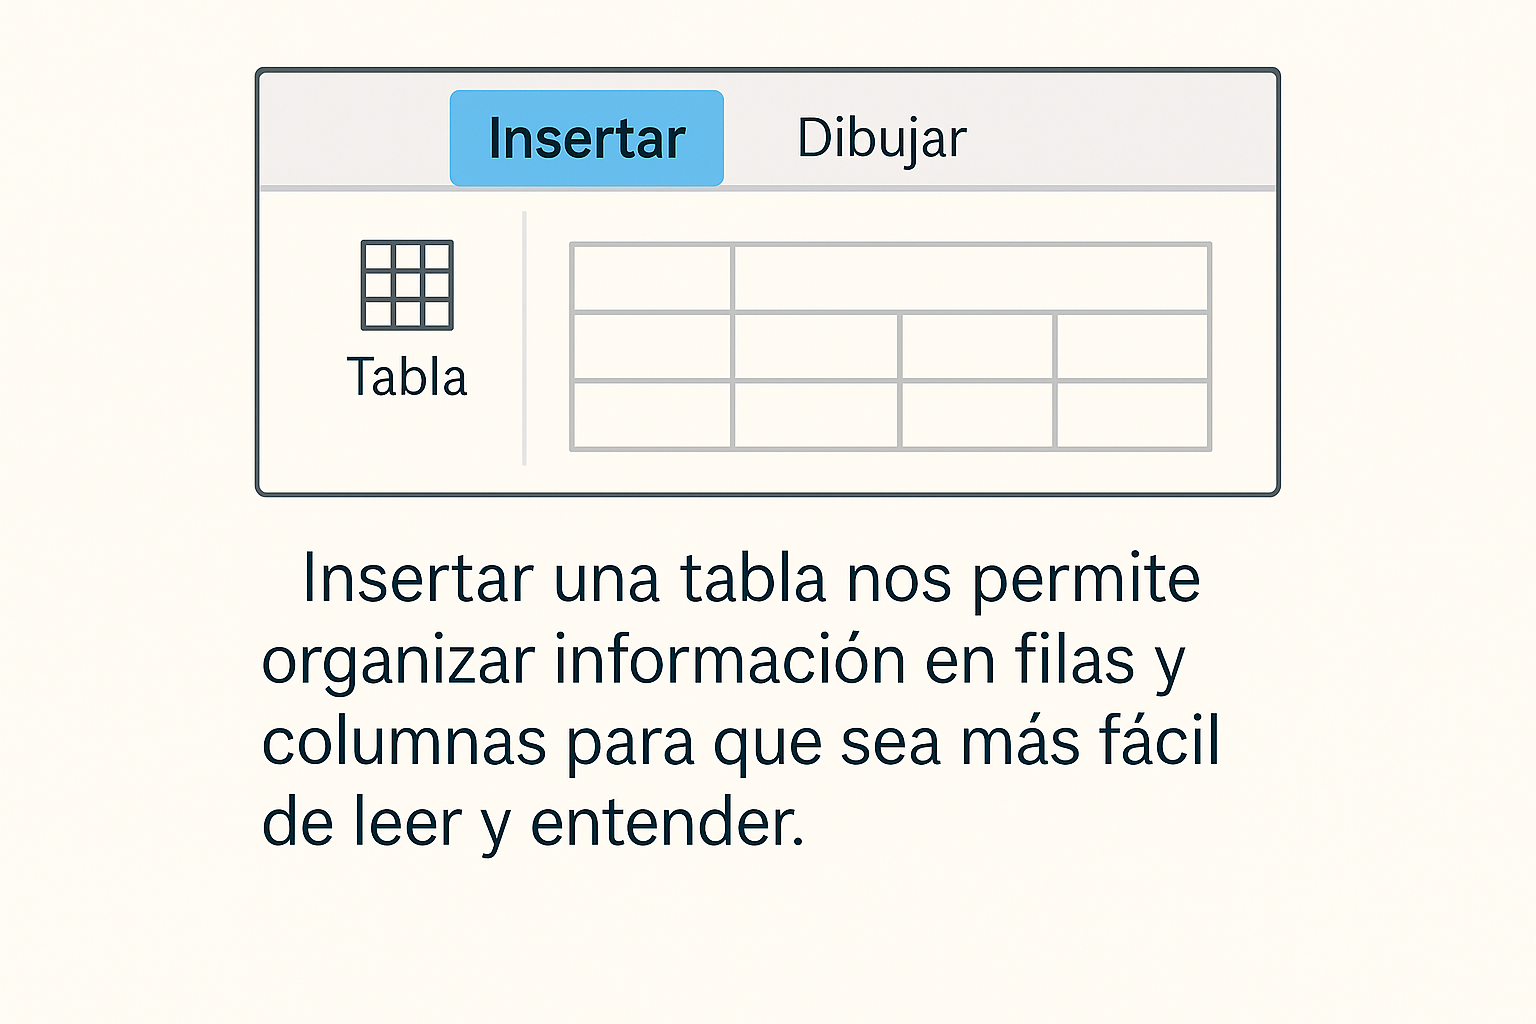 Insertar Dibujar
Tabla
Insertar una tabla nos permite
organizar información en filas y
columnas para que sea más fácil
de leer y entender.